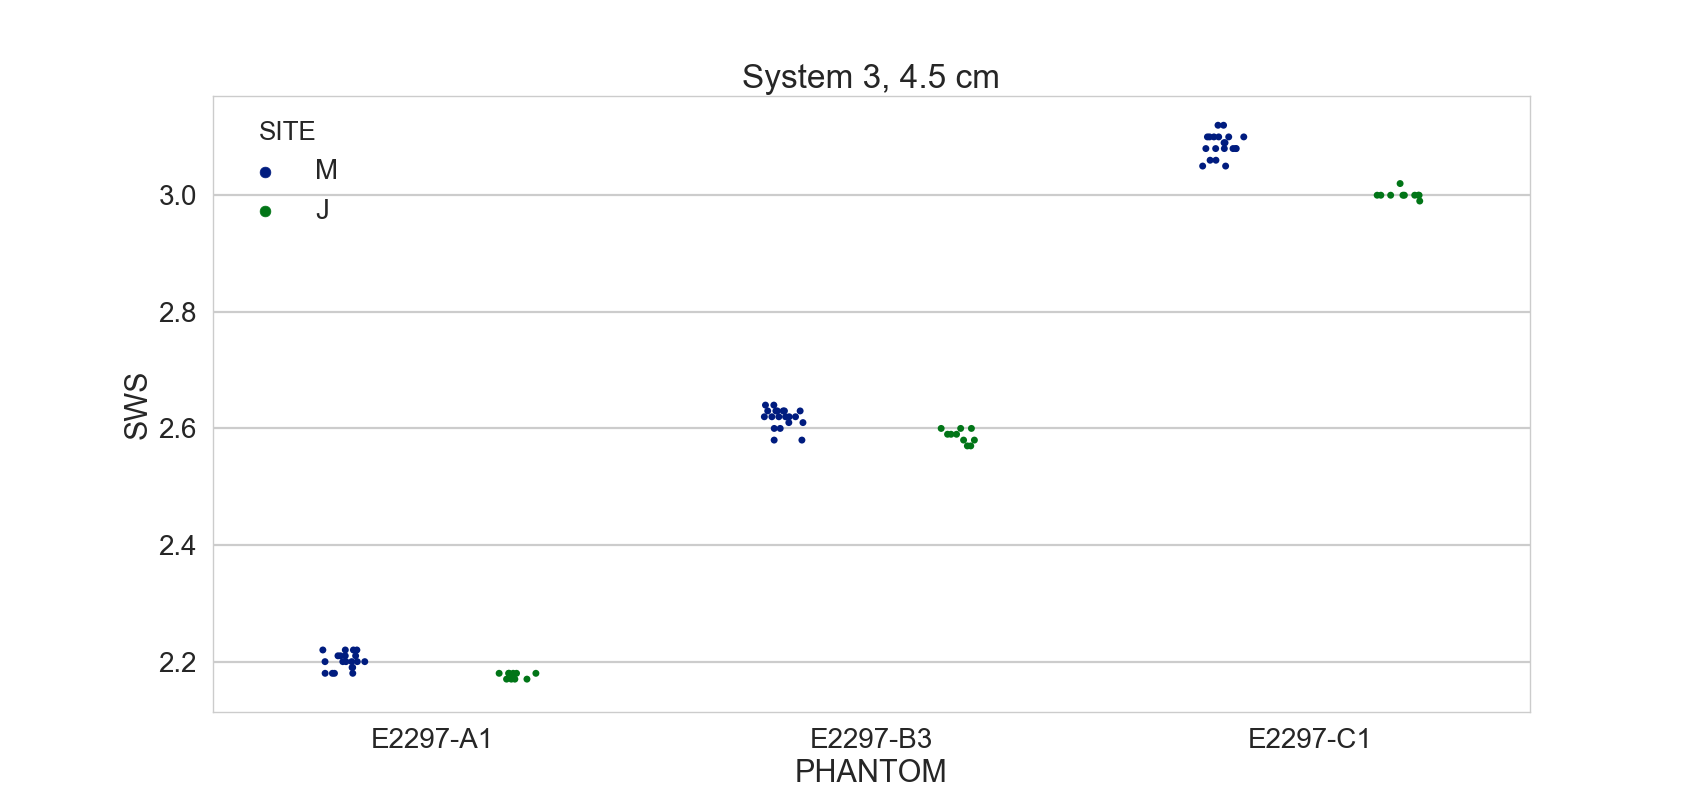 System 3, 4.5 cm
SITE
M
J
3.0
2.8
2.6
2.4
2.2
SWS
E2297-A1 E2297-B3 E2297-C1
PHANTOM